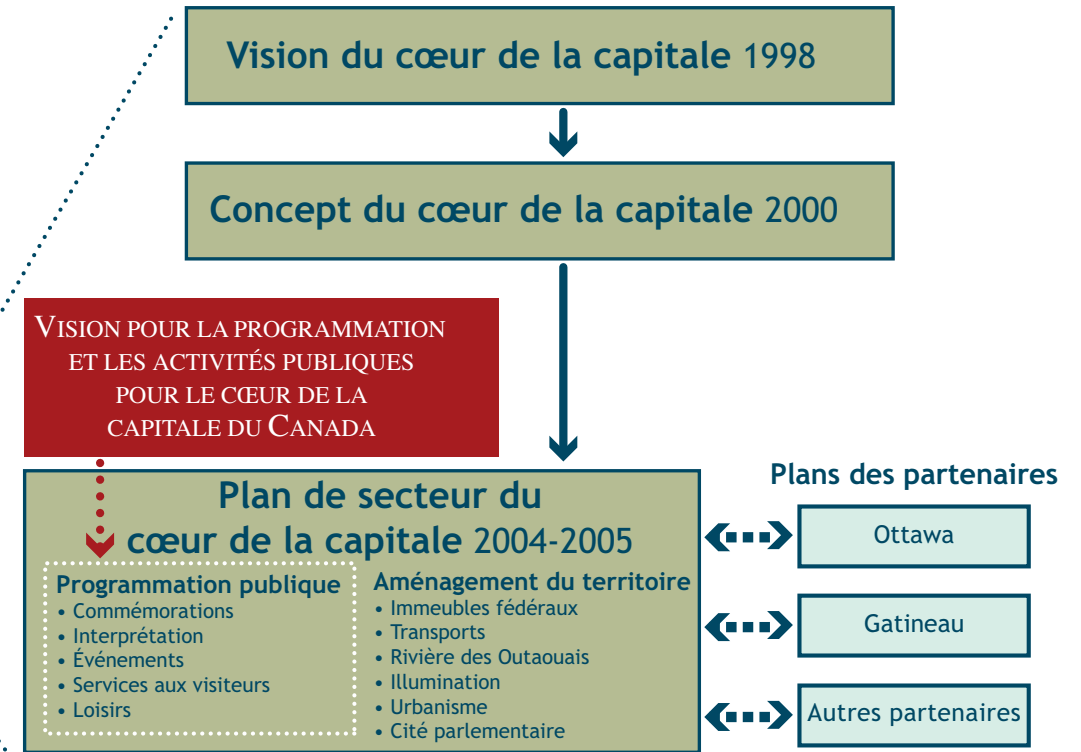 Vision du cœur de la capitale 1998
Concept du cœur de la capitale 2000
VISION POUR LA PROGRAMMATION
ET LES ACTIVITÉS PUBLIQUES
POUR LE CŒUR DE LA
CAPITALE DU CANADA
Plan de secteur du
cœur de la capitale 2004-2005
Programmation publique
• Commémorations
• Interprétation
• Événements
• Services aux visiteurs
• Loisirs
Aménagement du territoire
• Immeubles fédéraux
• Transports
• Rivière des Outaouais
• Illumination
• Urbanisme
• Cité parlementaire
Plans des partenaires
Ottawa
Gatineau
Autres partenaires